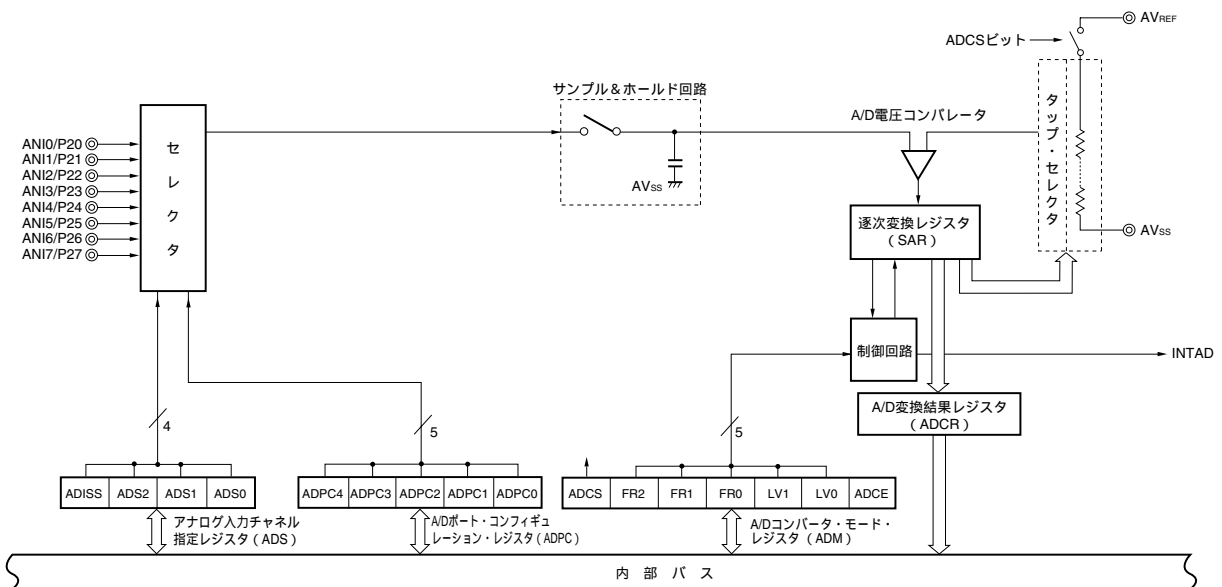 AVREF
ADCSビット
サンプル＆ホールド回路
A/D電圧コンパレータ
タップ・セレクタ
セレクタ
ANI0/P20
ANI1/P21
ANI2/P22
ANI3/P23
ANI4/P24
ANI5/P25
ANI6/P26
ANI7/P27
AVSS
逐次変換レジスタ
（SAR）
AVSS
制御回路
INTAD
A/D変換結果レジスタ
（ADCR）
4
5
5
ADISS ADS2 ADS1 ADS0
ADPC4 ADPC3 ADPC2 ADPC1 ADPC0
ADCS FR2 FR1 FR0 LV1 LV0 ADCE
アナログ入力チャネル
指定レジスタ（ADS）
A/Dポート・コンフィギュ
レーション・レジスタ（ADPC）
A/Dコンバータ・モード・
レジスタ（ADM）
内部バス